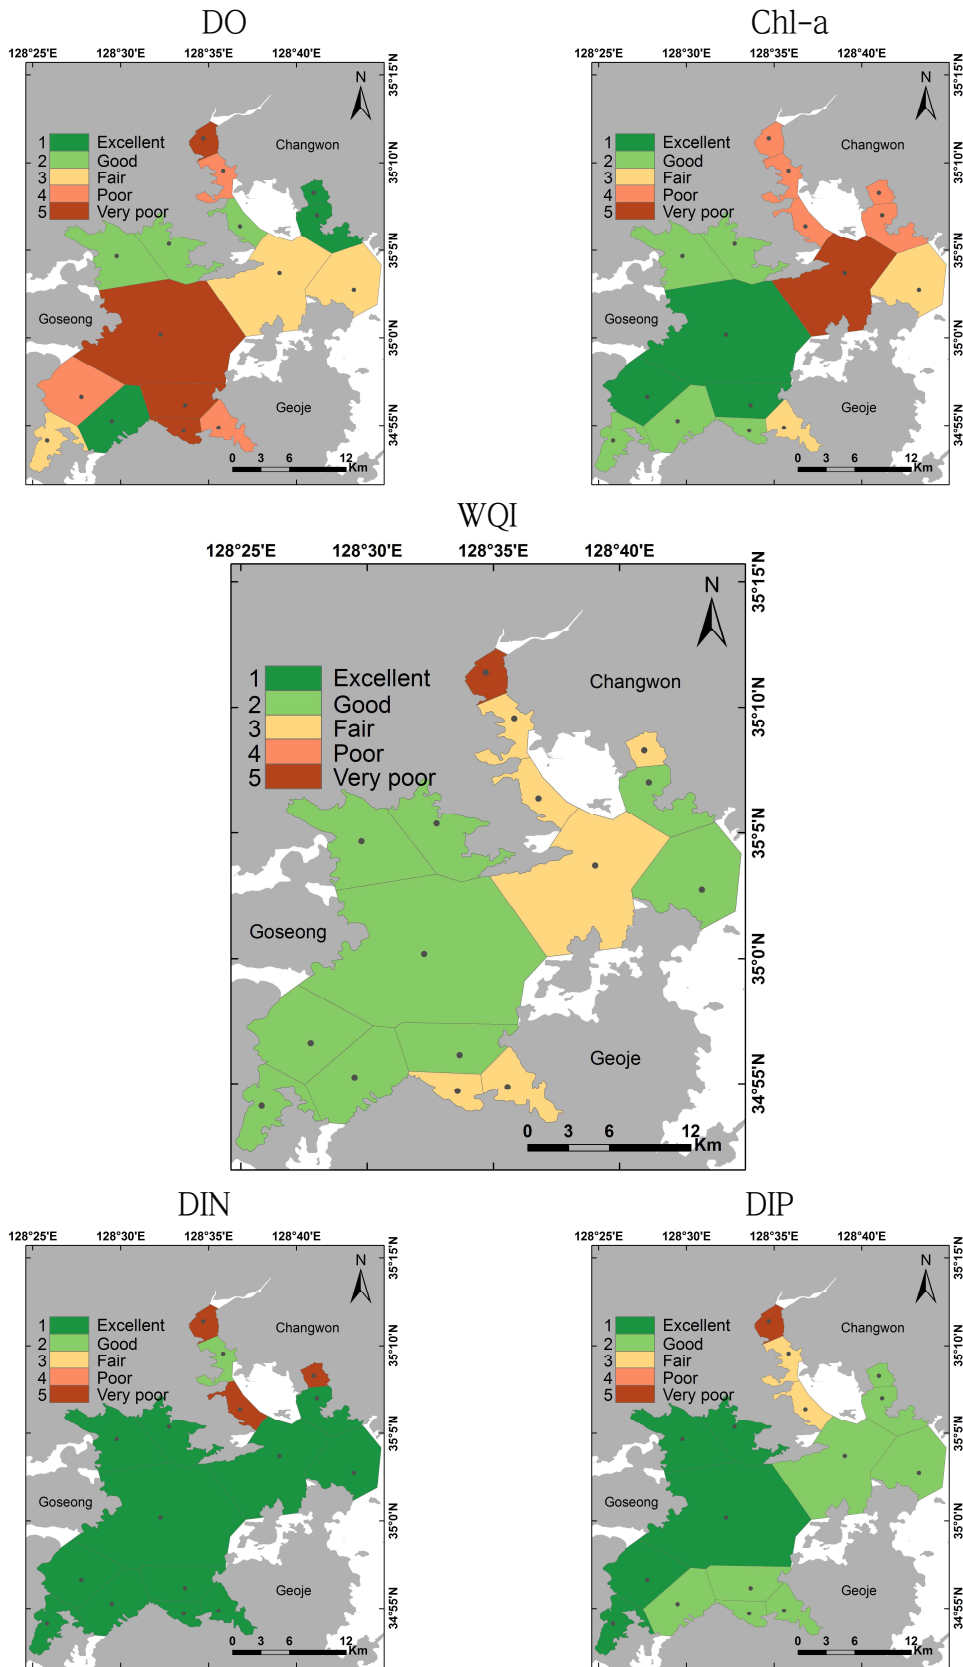 DO
128°25'E 128°30'E 128°35'E 128°40'E
35°15'N
N
Changwon
1 Excellent
2 Good
3 Fair
4 Poor
5 Very poor
35°10'N
35°5'N
Goseong
35°0'N
Geoje
34°55'N
0 3 6 12
Km
Chl-a
128°25'E 128°30'E 128°35'E 128°40'E
35°15'N
N
Changwon
1 Excellent
2 Good
3 Fair
4 Poor
5 Very poor
35°10'N
35°5'N
Goseong
35°0'N
Geoje
34°55'N
0 3 6 12
Km
WQI
128°25'E 128°30'E 128°35'E 128°40'E
35°15'N
N
Changwon
1 Excellent
2 Good
3 Fair
4 Poor
5 Very poor
35°10'N
35°5'N
Goseong
35°0'N
Geoje
34°55'N
0 3 6 12
Km
DIN
128°25'E 128°30'E 128°35'E 128°40'E
35°15'N
N
Changwon
1 Excellent
2 Good
3 Fair
4 Poor
5 Very poor
35°10'N
35°5'N
Goseong
35°0'N
Geoje
34°55'N
0 3 6 12
Km
DIP
128°25'E 128°30'E 128°35'E 128°40'E
35°15'N
N
Changwon
1 Excellent
2 Good
3 Fair
4 Poor
5 Very poor
35°10'N
35°5'N
Goseong
35°0'N
Geoje
34°55'N
0 3 6 12
Km